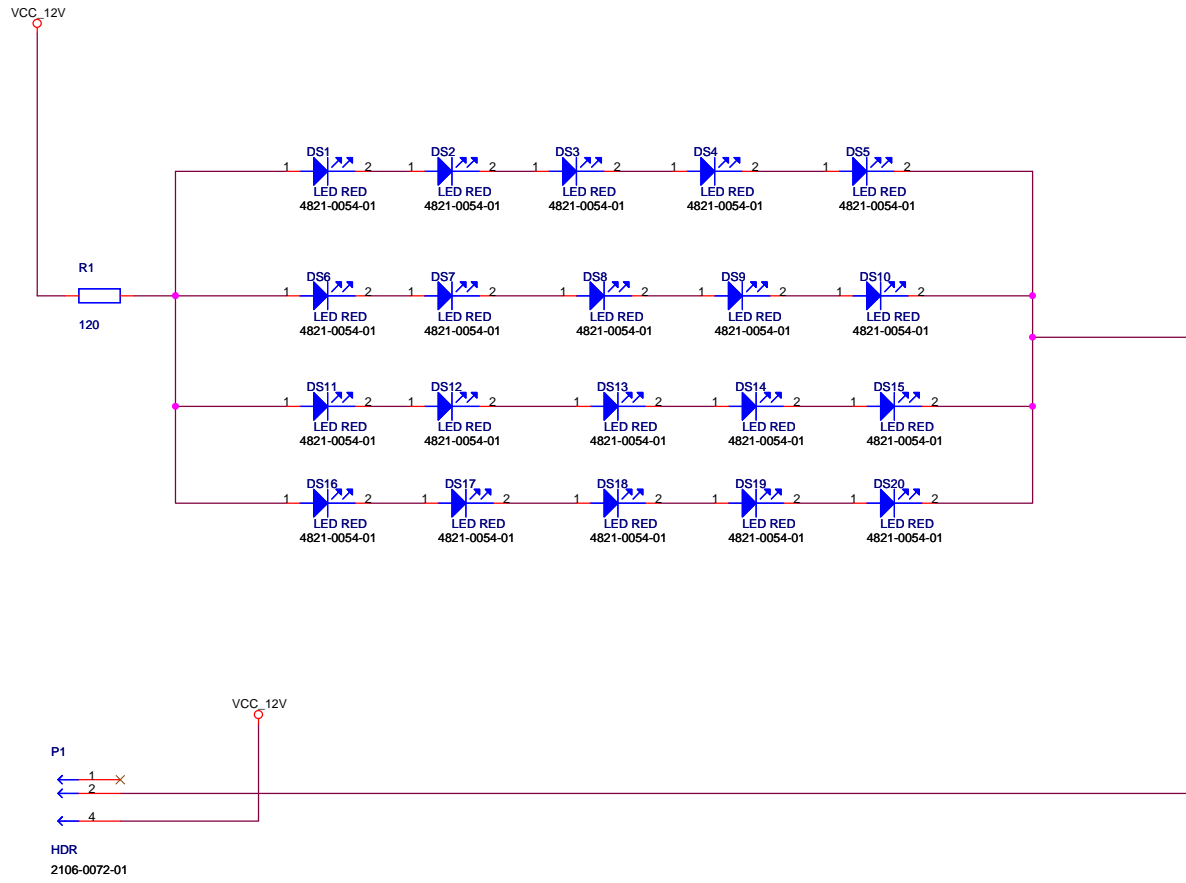 VCC_12V
DS1 DS2 DS3 DS4 DS5
1 2 1 2 1 2 1 2 1 2
LED RED LED RED LED RED LED RED LED RED
4821-0054-01 4821-0054-01 4821-0054-01 4821-0054-01 4821-0054-01
R1
DS6 DS7 DS8 DS9 DS10
1 2 1 2 1 2 1 2 1 2
LED RED LED RED LED RED LED RED LED RED
120
4821-0054-01 4821-0054-01 4821-0054-01 4821-0054-01 4821-0054-01
DS11 DS12 DS13 DS14 DS15
1 2 1 2 1 2 1 2 1 2
LED RED LED RED LED RED LED RED LED RED
4821-0054-01 4821-0054-01 4821-0054-01 4821-0054-01 4821-0054-01
DS16 DS17 DS18 DS19 DS20
1 2 1 2 1 2 1 2 1 2
LED RED LED RED LED RED LED RED LED RED
4821-0054-01 4821-0054-01 4821-0054-01 4821-0054-01 4821-0054-01
VCC_12V
P1
1
2
4
HDR
2106-0072-01